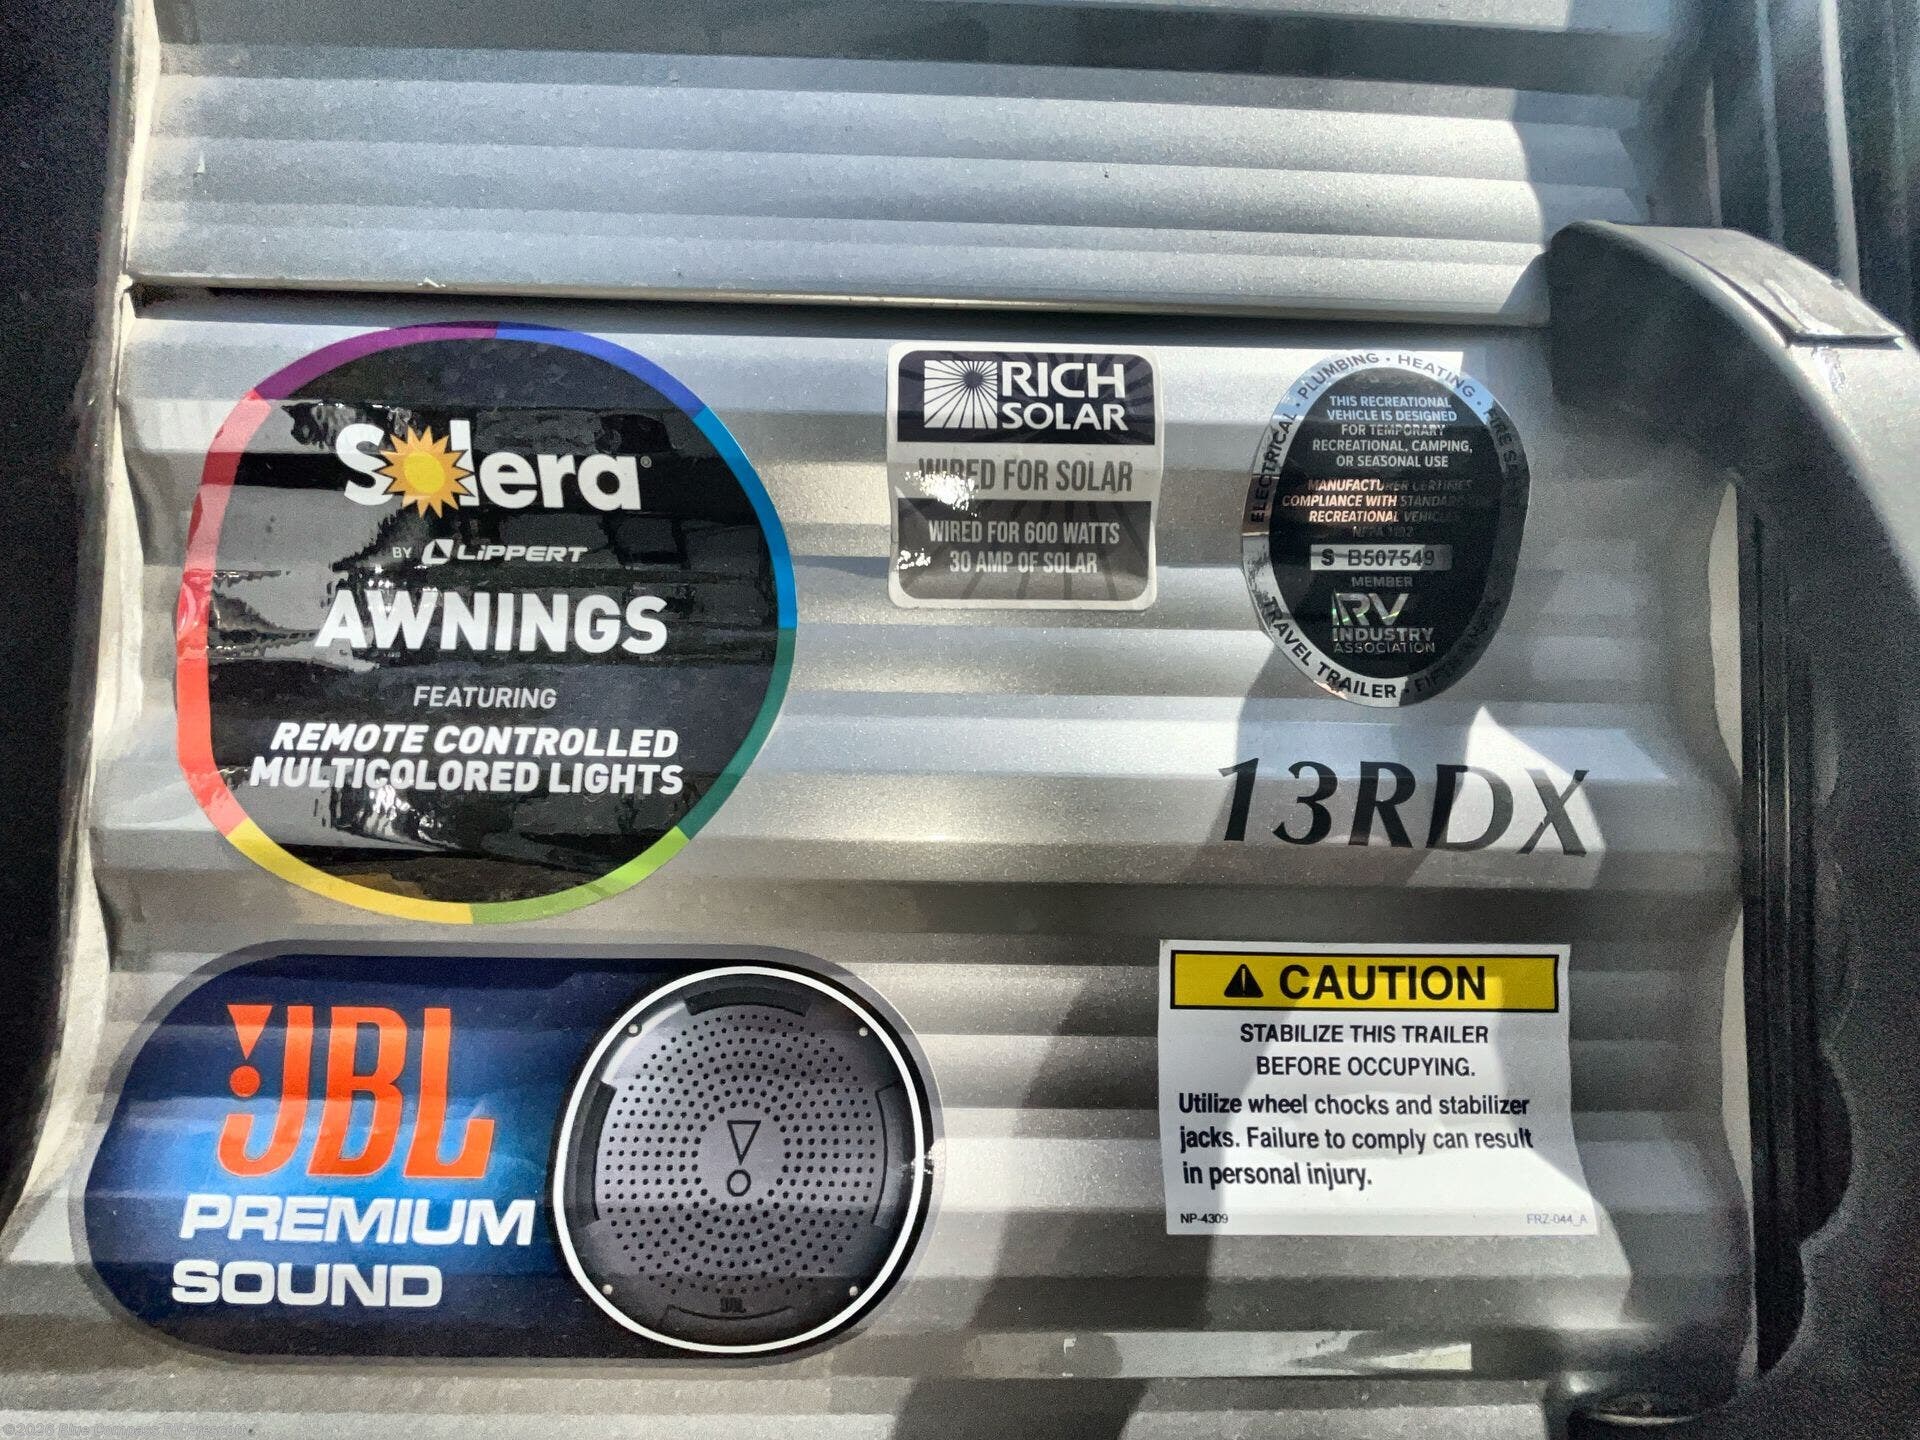 Solera
BY LIPPERT
AWNINGS
FEATURING
REMOTE CONTROLLED
MULTICOLORED LIGHTS
RICH
SOLAR
WIRED FOR SOLAR
WIRED FOR 600 WATTS
30 AMP OF SOLAR
ELECTRICAL • PLUMBING • HEATING • FIRE
THIS RECREATIONAL
VEHICLE IS DESIGNED
FOR TEMPORARY
RECREATIONAL, CAMPING,
OR SEASONAL USE
MANUFACTURER CERTIFIES
COMPLIANCE WITH STANDARD
RECREATIONAL VEHICLES
S B507549
MEMBER
RV
INDUSTRY
ASSOCIATION
TRAVEL TRAILER •
13RDX
JBL
PREMIUM
SOUND
JBL
CAUTION
STABILIZE THIS TRAILER
BEFORE OCCUPYING.
Utilize wheel chocks and stabilizer
jacks. Failure to comply can result
in personal injury.
NP-4309 FRZ-044_A